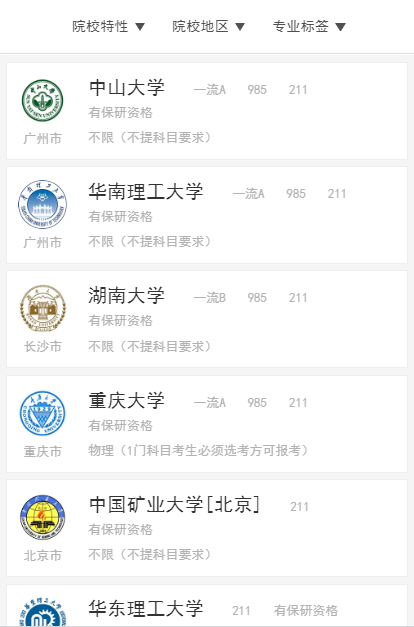 院校特性 ▼ 院校地区 ▼ 专业标签 ▼
中山大学 一流A 985 211
有保研资格
广州市 不限（不提科目要求）
华南理工大学 一流A 985 211
有保研资格
广州市 不限（不提科目要求）
湖南大学 一流B 985 211
有保研资格
长沙市 不限（不提科目要求）
重庆大学 一流A 985 211
有保研资格
重庆市 物理（1门科目考生必须选考方可报考）
中国矿业大学[北京] 211
有保研资格
北京市 不限（不提科目要求）
华东理工大学 211 有保研资格